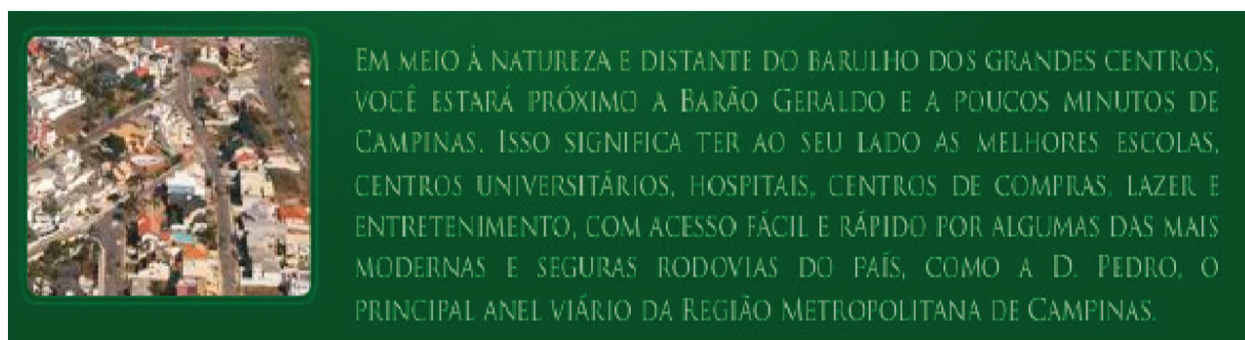 Em meio à natureza e distante do barulho dos grandes centros,
você estará próximo a Barão Geraldo e a poucos minutos de
Campinas. Isso significa ter ao seu lado as melhores escolas,
centros universitários, hospitais, centros de compras, lazer e
entretenimento, com acesso fácil e rápido por algumas das mais
modernas e seguras rodovias do país, como a D. Pedro, o
principal anel viário da Região Metropolitana de Campinas.